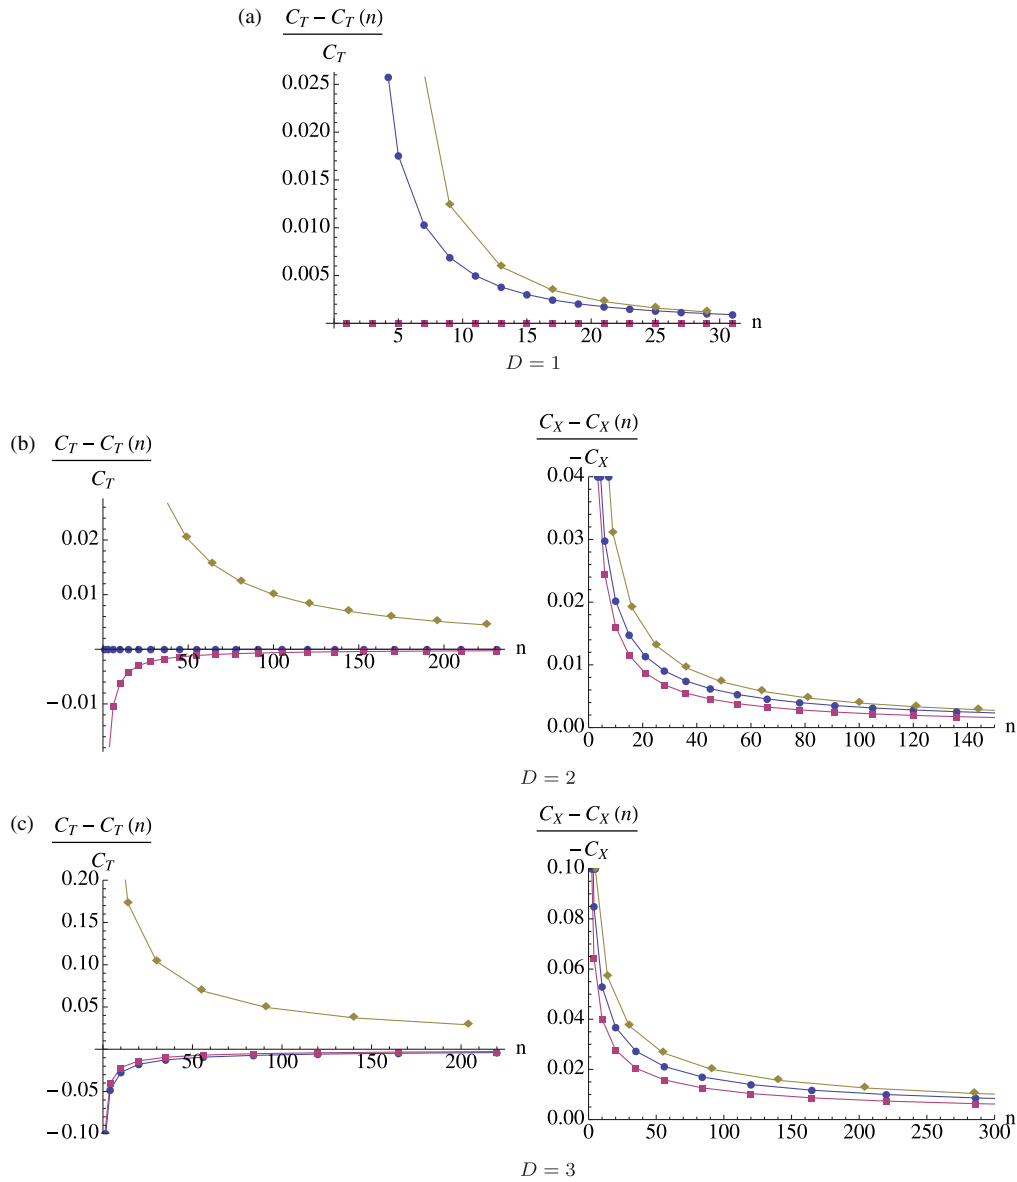 (a) C_T − C_T (n)
C_T
0.025
0.020
0.015
0.010
0.005
5 10 15 20 25 30 n
D = 1
(b) C_T − C_T (n)
C_T
0.02
0.01
−0.01
50 100 150 200 n
C_X − C_X (n)
−C_X
0.04
0.03
0.02
0.01
0.00
0 20 40 60 80 100 120 140 n
D = 2
(c) C_T − C_T (n)
C_T
0.20
0.15
0.10
0.05
−0.05
−0.10
50 100 150 200 n
C_X − C_X (n)
−C_X
0.10
0.08
0.06
0.04
0.02
0.00
0 50 100 150 200 250 300 n
D = 3